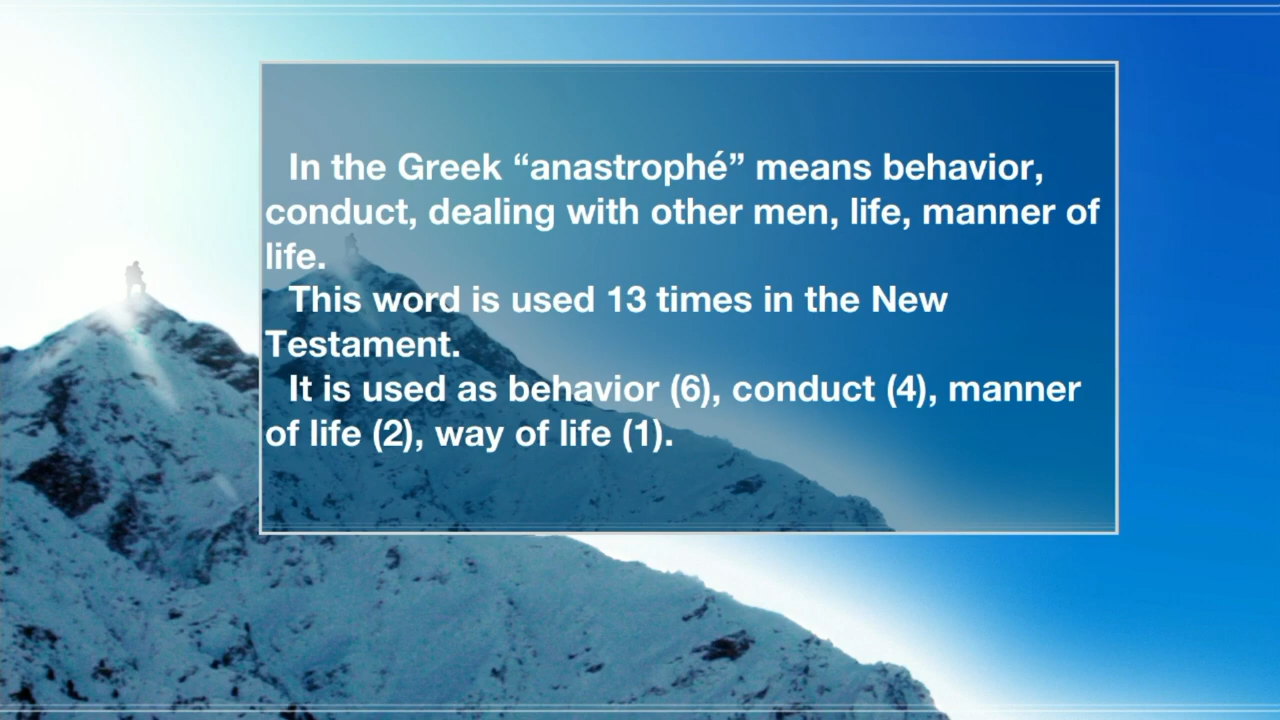 In the Greek “anastrophé” means behavior,
conduct, dealing with other men, life, manner of
life.
This word is used 13 times in the New
Testament.
It is used as behavior (6), conduct (4), manner
of life (2), way of life (1).